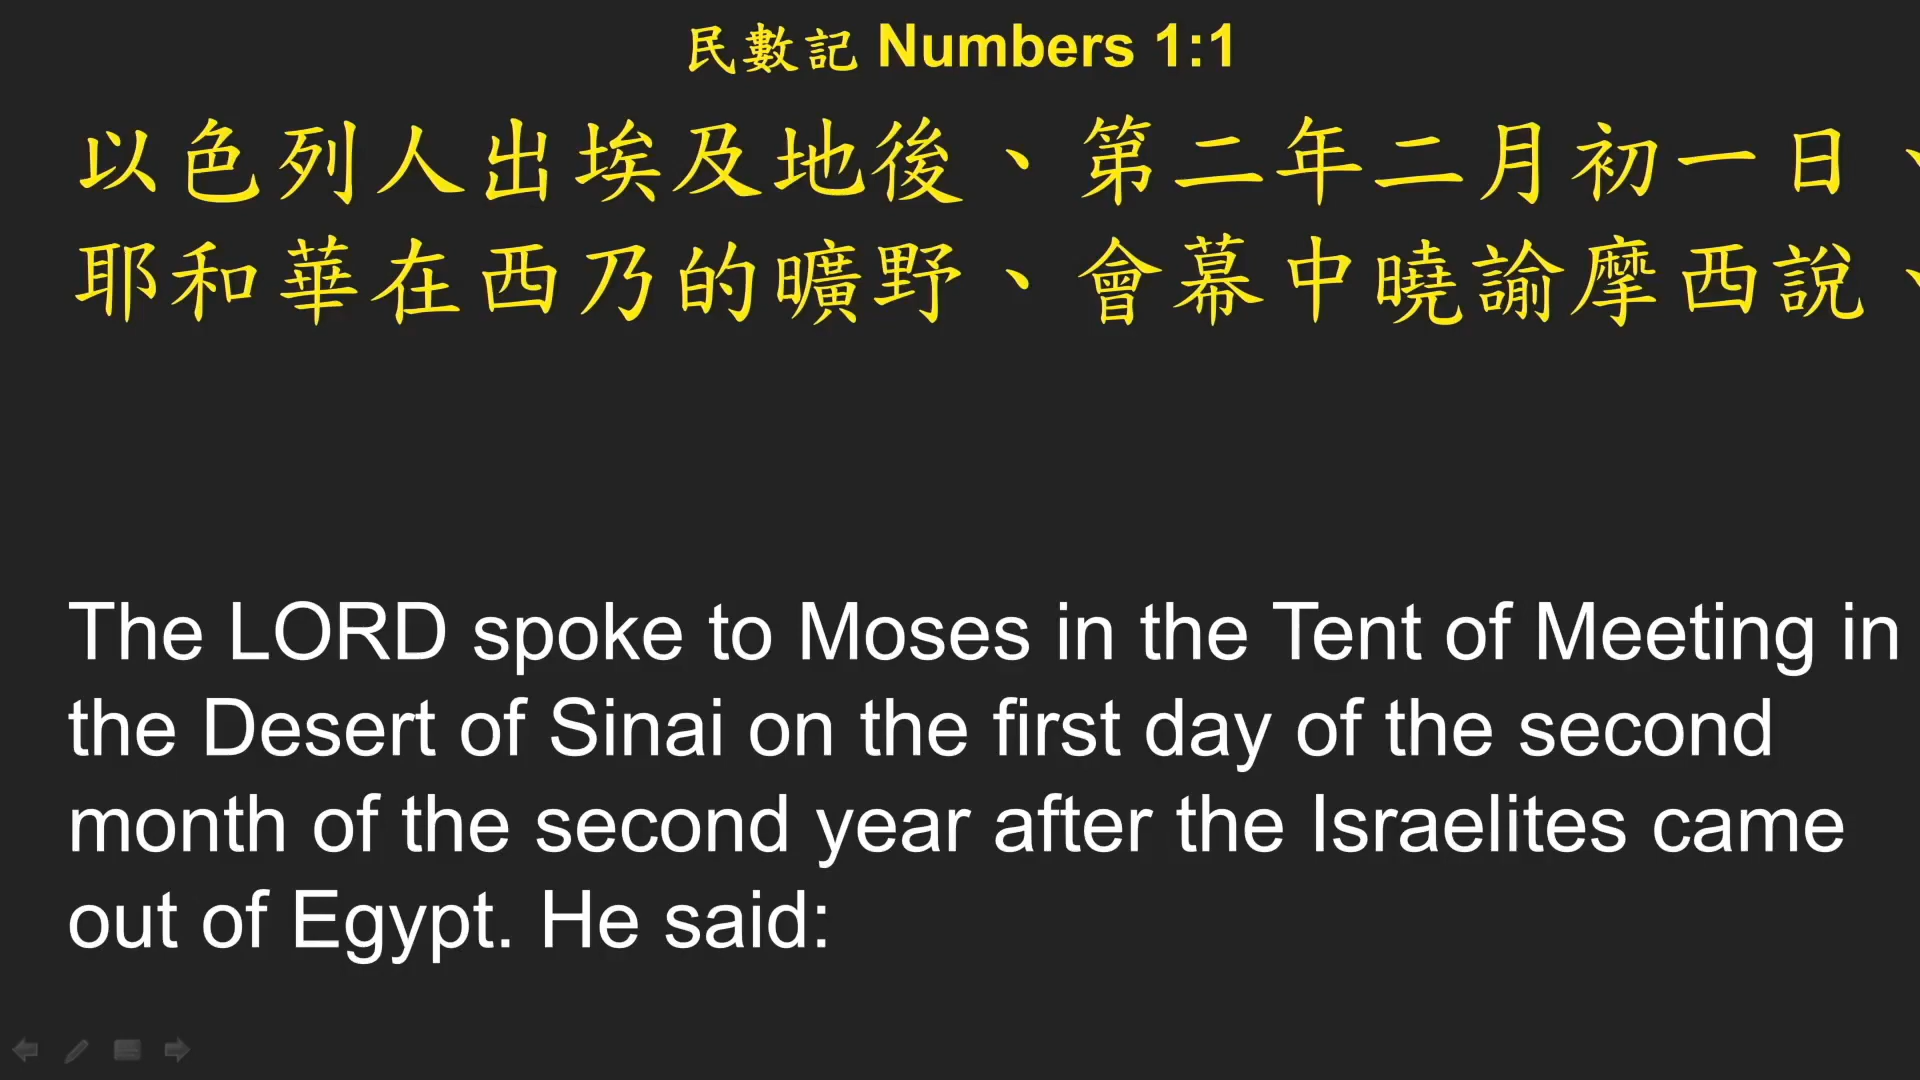 民數記 Numbers 1:1
以色列人出埃及地後、第二年二月初一日、
耶和華在西乃的曠野、會幕中曉諭摩西說、
The LORD spoke to Moses in the Tent of Meeting in
the Desert of Sinai on the first day of the second
month of the second year after the Israelites came
out of Egypt. He said: